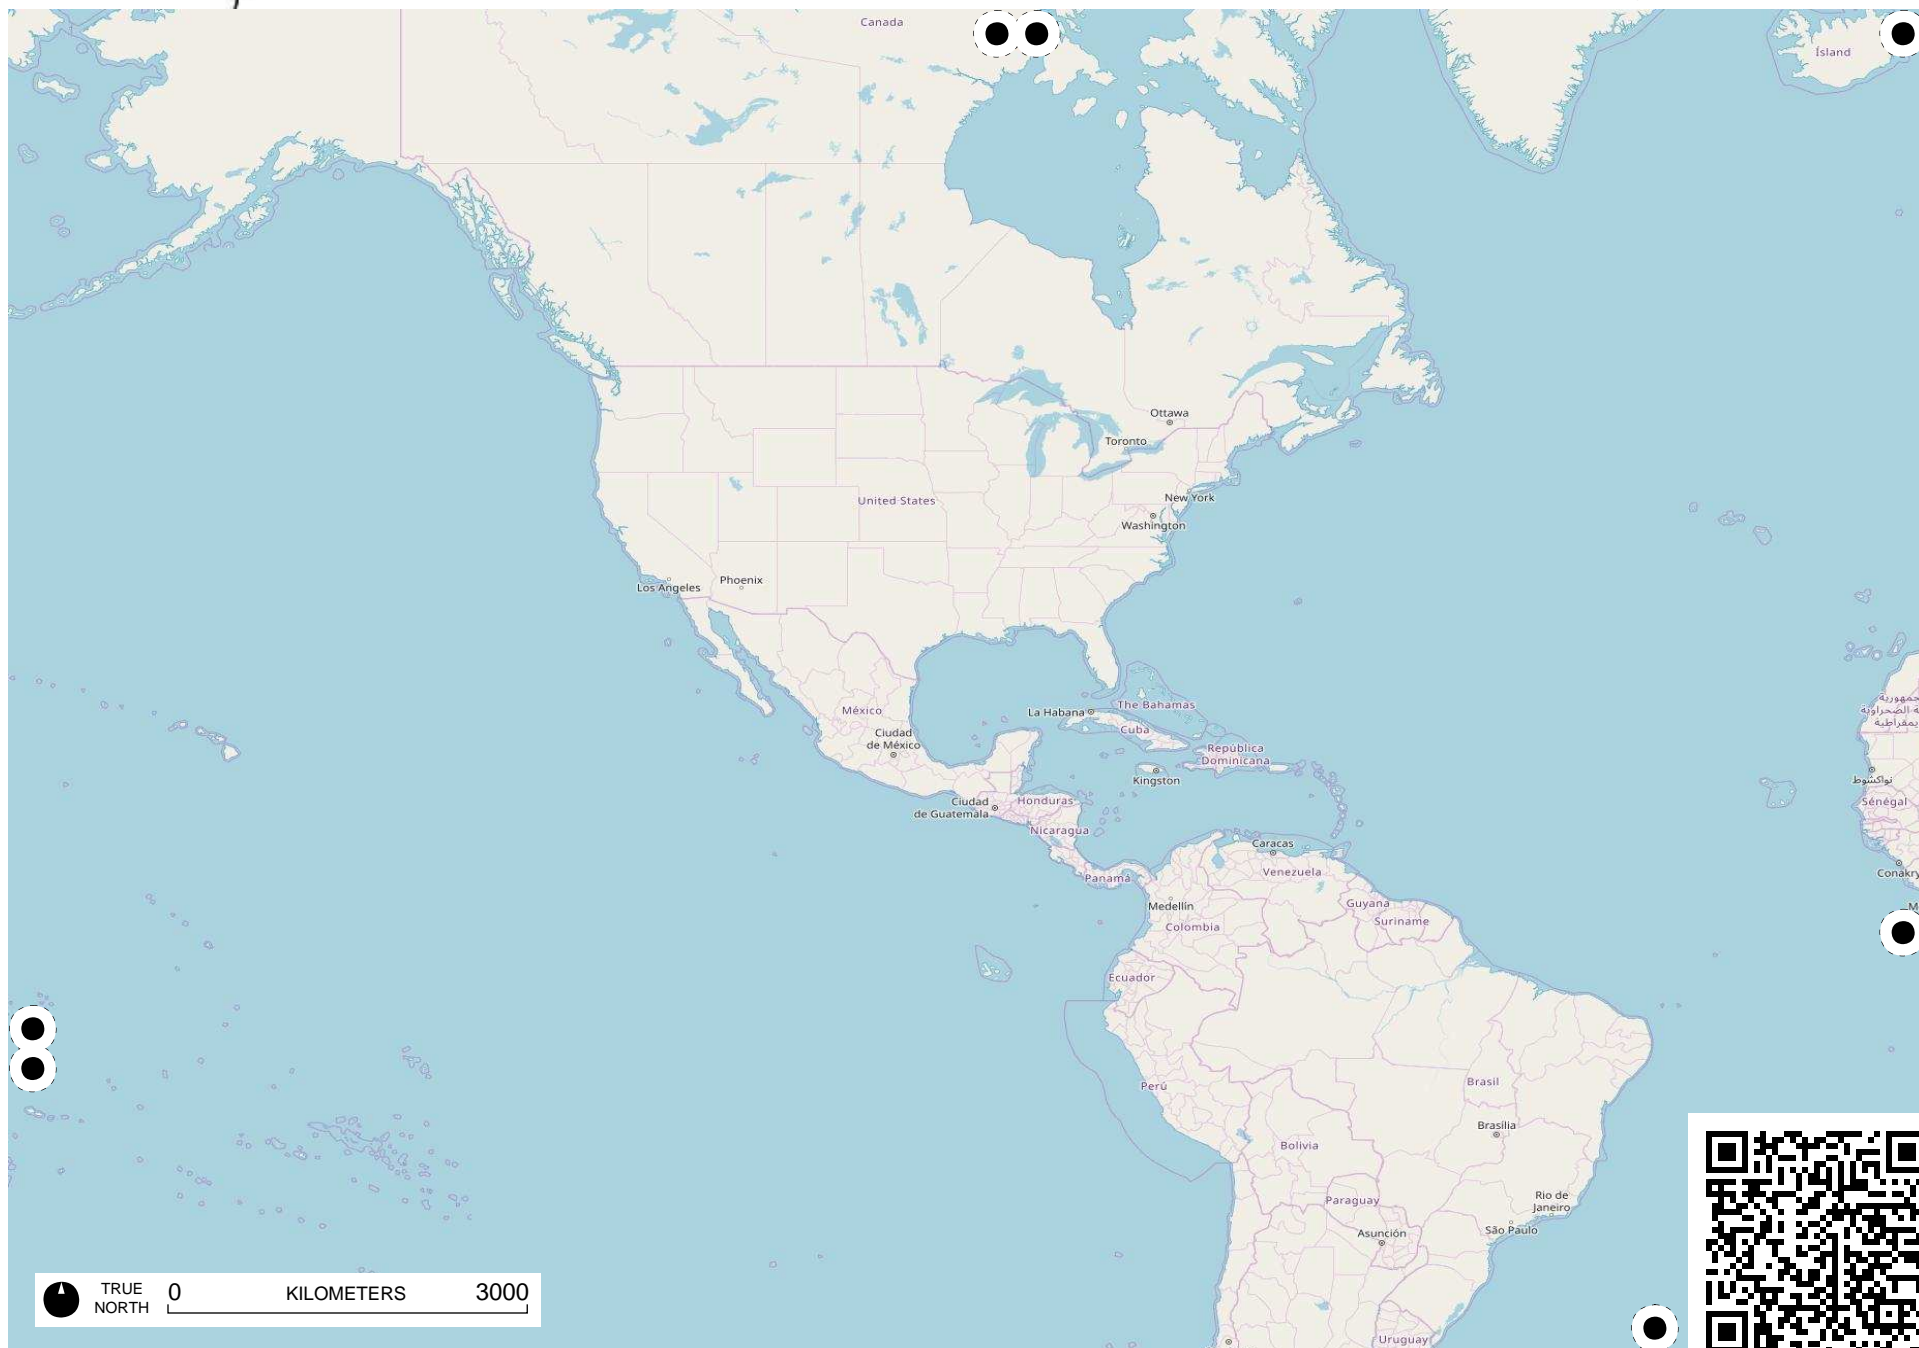 Canada
Ísland
Ottawa
Toronto
New York
United States
Washington
Phoenix
Los Angeles
México
La Habana
The Bahamas
Cuba
Ciudad
de México
República
Dominicana
Kingston
نواكشوط
Ciudad
de Guatemala
Honduras
Sénégal
Nicaragua
Caracas
Venezuela
Conakry
Panamá
Medellín
Guyana
Suriname
Colombia
Ecuador
Perú
Brasil
Brasília
Bolivia
Paraguay
Rio de
Janeiro
São Paulo
Asunción
TRUE
NORTH
0 KILOMETERS 3000
Uruguay